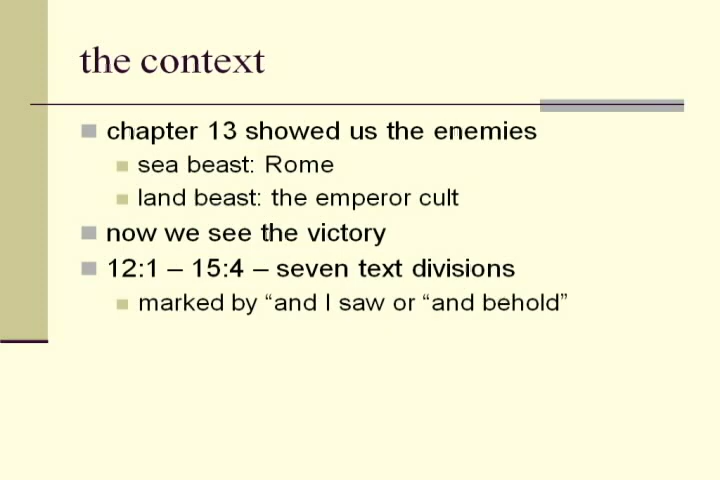 the context
chapter 13 showed us the enemies
sea beast: Rome
land beast: the emperor cult
now we see the victory
12:1 – 15:4 – seven text divisions
marked by “and I saw or “and behold”